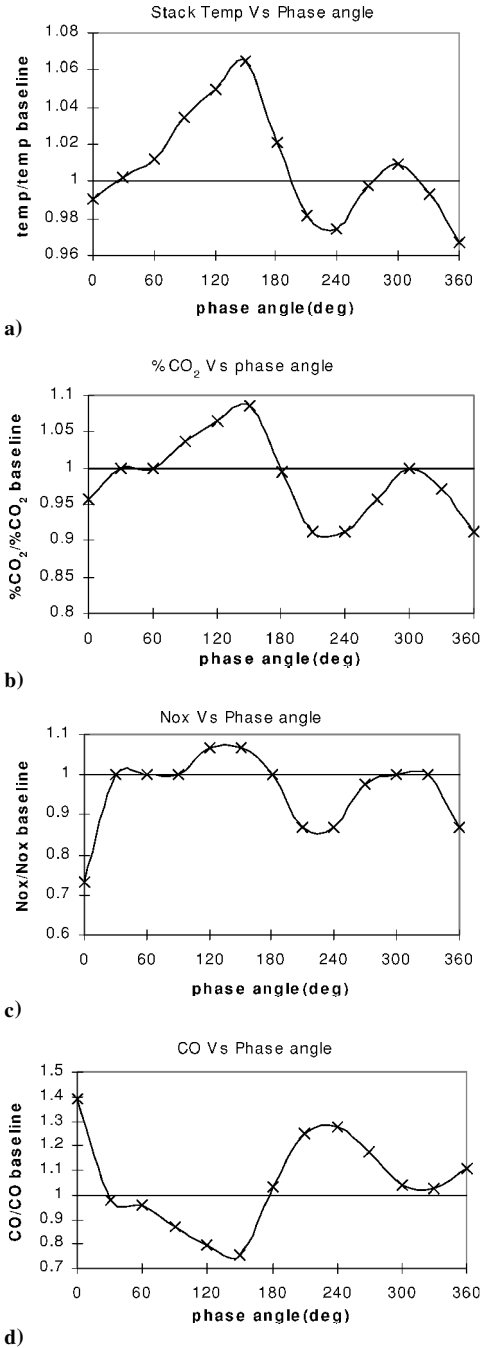 Stack Temp Vs Phase angle
1.08
1.06
1.04
1.02
1
0.98
0.96
temp/temp baseline
0 60 120 180 240 300 360
phase angle(deg)
a)
%CO2 Vs phase angle
1.1
1.05
1
0.95
0.9
0.85
0.8
%CO2/%CO2 baseline
0 60 120 180 240 300 360
phase angle(deg)
b)
Nox Vs Phase angle
1.1
1
0.9
0.8
0.7
0.6
Nox/Nox baseline
0 60 120 180 240 300 360
phase angle(deg)
c)
CO Vs Phase angle
1.5
1.4
1.3
1.2
1.1
1
0.9
0.8
0.7
CO/CO baseline
0 60 120 180 240 300 360
phase angle(deg)
d)